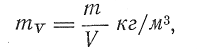 m_V = m/V кг/м³,